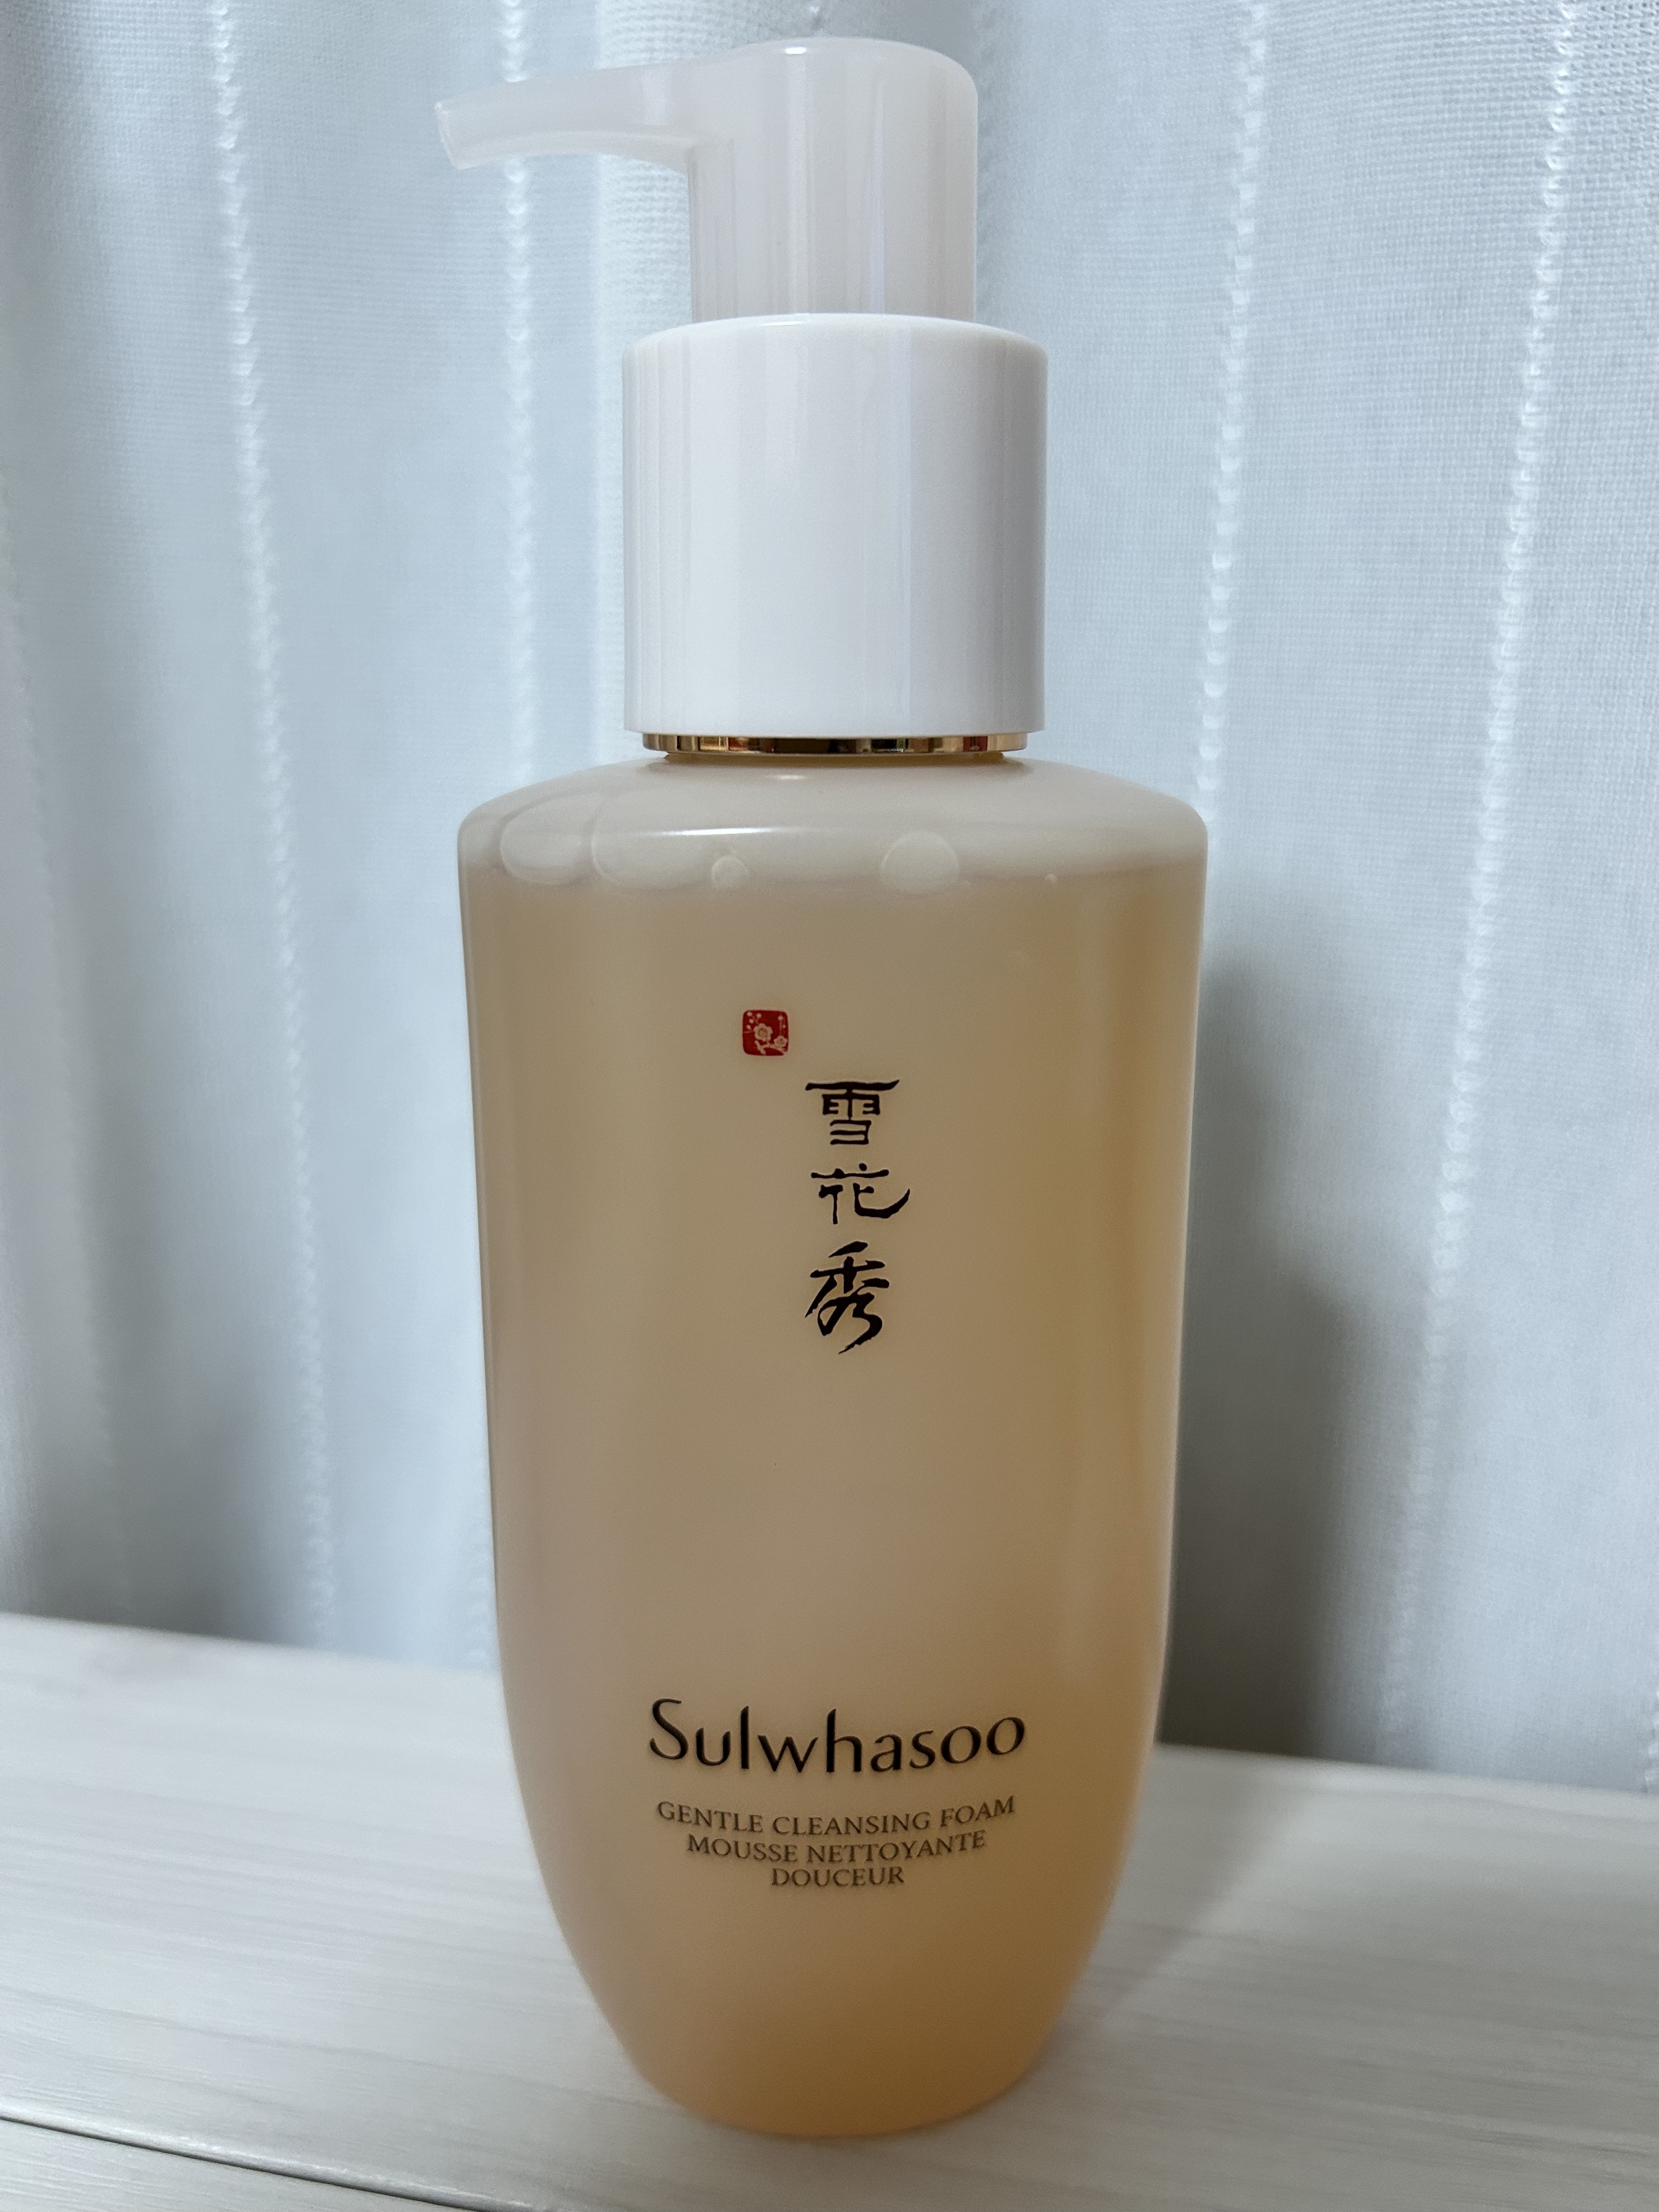 雪花秀
Sulwhasoo
GENTLE CLEANSING FOAM
MOUSSE NETTOYANTE
DOUCEUR